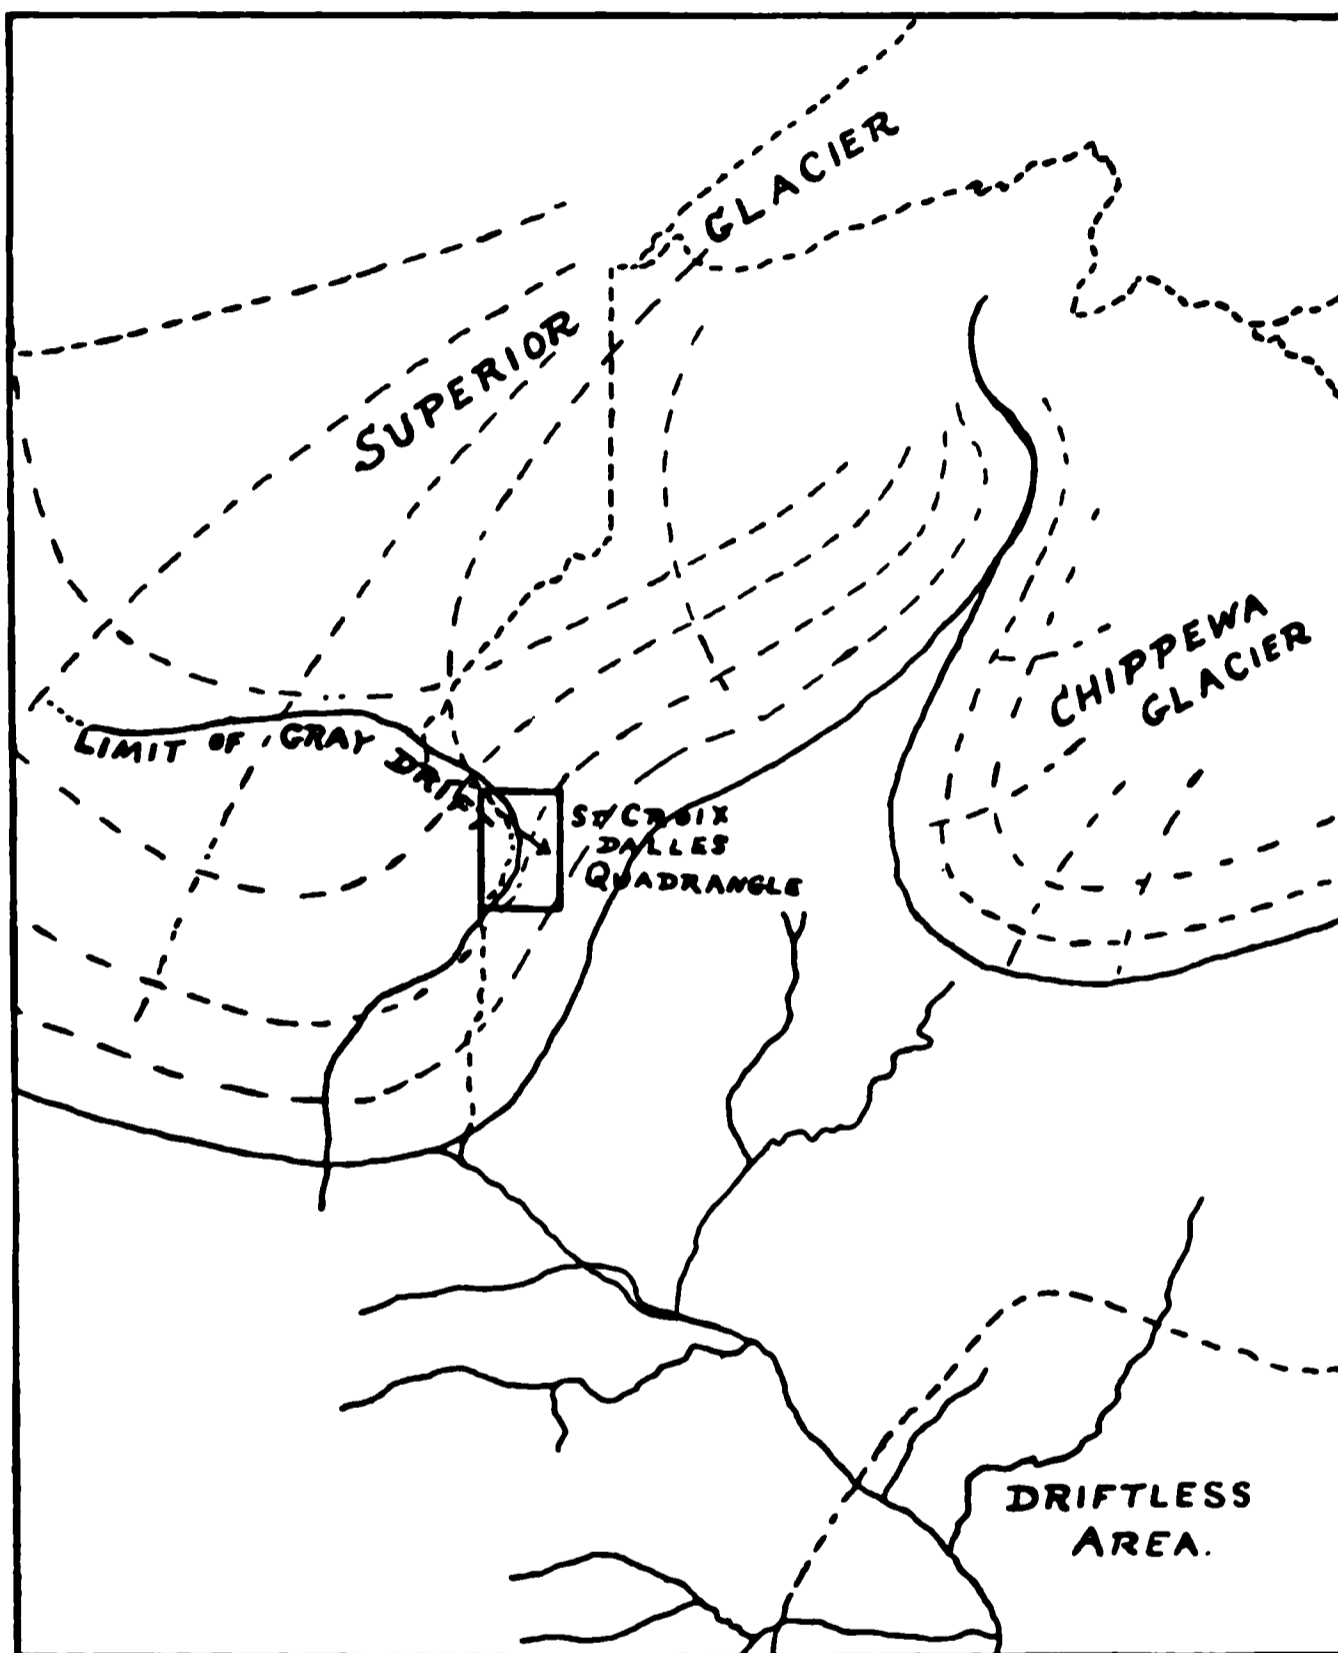 SUPERIOR GLACIER
CHIPPEWA
GLACIER
LIMIT OF GRAY DRIFT
ST CROIX
DALLES
QUADRANGLE
DRIFTLESS
AREA.